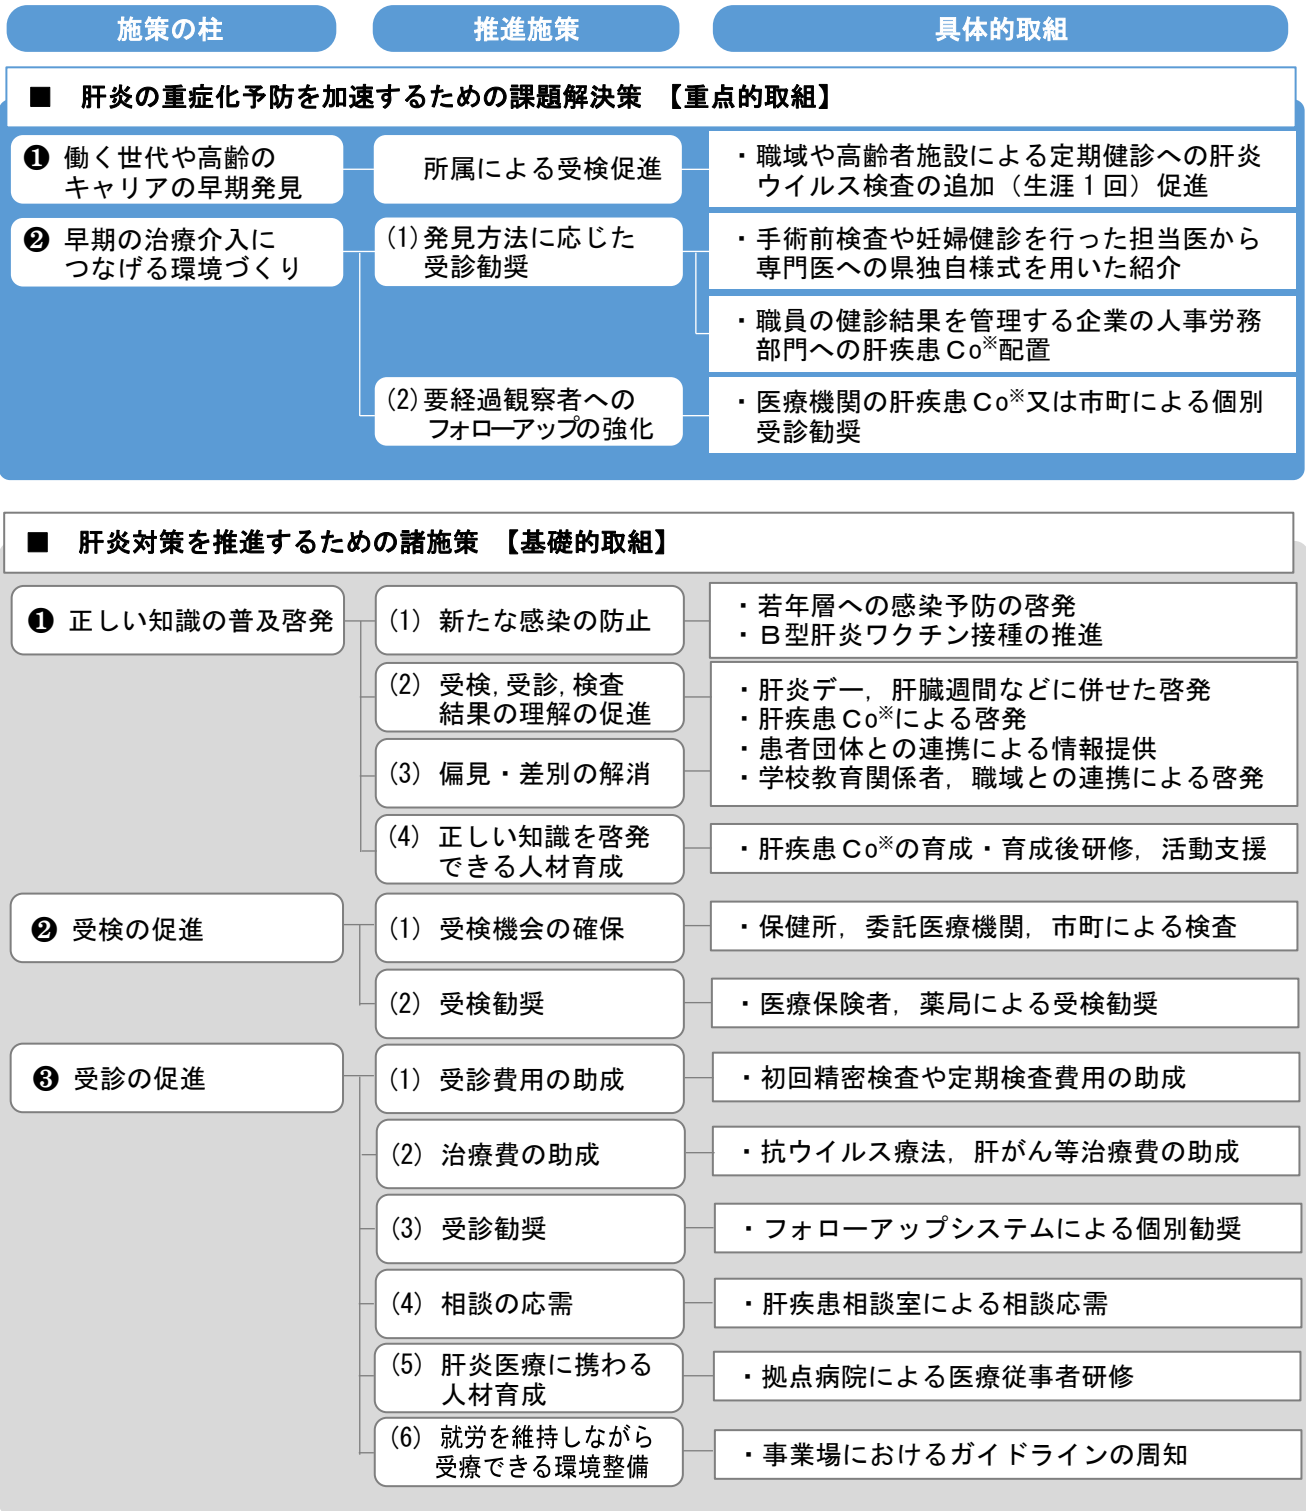 施策の柱
推進施策
具体的取組
■ 肝炎の重症化予防を加速するための課題解決策 【重点的取組】
❶ 働く世代や高齢の
キャリアの早期発見
所属による受検促進
・職域や高齢者施設による定期健診への肝炎
ウイルス検査の追加（生涯１回）促進
❷ 早期の治療介入に
つなげる環境づくり
(1)発見方法に応じた
受診勧奨
・手術前検査や妊婦健診を行った担当医から
専門医への県独自様式を用いた紹介
・職員の健診結果を管理する企業の人事労務
部門への肝疾患Ｃｏ※配置
(2)要経過観察者への
フォローアップの強化
・医療機関の肝疾患Ｃｏ※又は市町による個別
受診勧奨
■ 肝炎対策を推進するための諸施策 【基礎的取組】
❶ 正しい知識の普及啓発
(1) 新たな感染の防止
・若年層への感染予防の啓発
・Ｂ型肝炎ワクチン接種の推進
(2) 受検，受診，検査
結果の理解の促進
・肝炎デー，肝臓週間などに併せた啓発
・肝疾患Ｃｏ※による啓発
・患者団体との連携による情報提供
・学校教育関係者，職域との連携による啓発
(3) 偏見・差別の解消
(4) 正しい知識を啓発
できる人材育成
・肝疾患Ｃｏ※の育成・育成後研修，活動支援
❷ 受検の促進
(1) 受検機会の確保
・保健所，委託医療機関，市町による検査
(2) 受検勧奨
・医療保険者，薬局による受検勧奨
❸ 受診の促進
(1) 受診費用の助成
・初回精密検査や定期検査費用の助成
(2) 治療費の助成
・抗ウイルス療法，肝がん等治療費の助成
(3) 受診勧奨
・フォローアップシステムによる個別勧奨
(4) 相談の応需
・肝疾患相談室による相談応需
(5) 肝炎医療に携わる
人材育成
・拠点病院による医療従事者研修
(6) 就労を維持しながら
受療できる環境整備
・事業場におけるガイドラインの周知